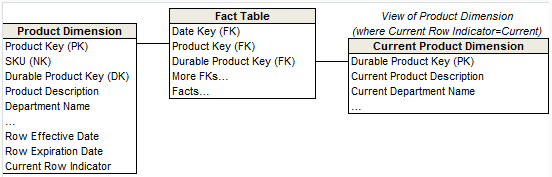 Product Dimension
Product Key (PK)
SKU (NK)
Durable Product Key (DK)
Product Description
Department Name
...
Row Effective Date
Row Expiration Date
Current Row Indicator
Fact Table
Date Key (FK)
Product Key (FK)
Durable Product Key (FK)
More FKs...
Facts...
View of Product Dimension
(where Current Row Indicator=Current)
Current Product Dimension
Durable Product Key (PK)
Current Product Description
Current Department Name
...